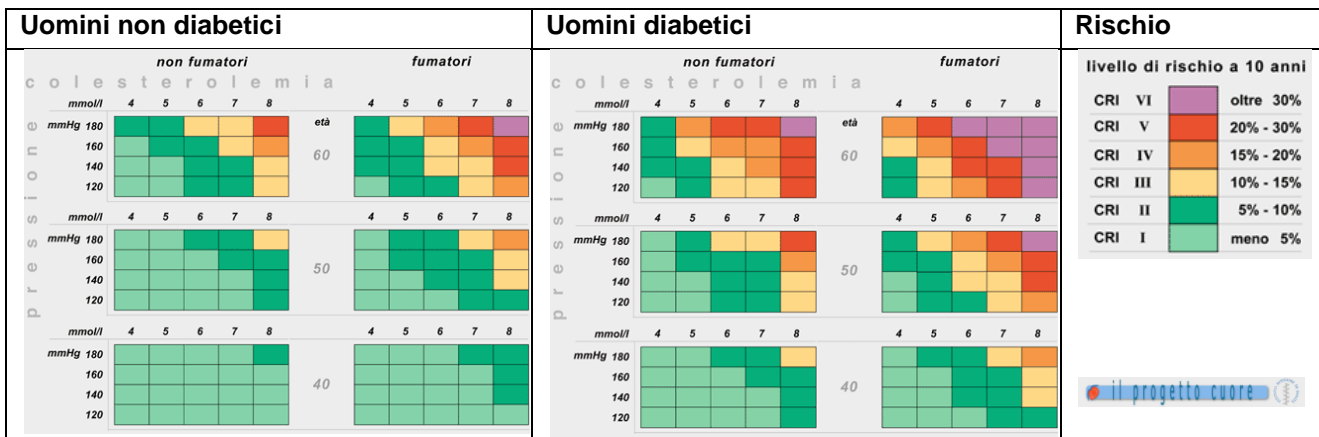 Uomini non diabetici
non fumatori fumatori
colesterolemia
mmol/l 4 5 6 7 8 4 5 6 7 8
pressione
mmHg 180 età
160 60
140
120
mmol/l 4 5 6 7 8 4 5 6 7 8
mmHg 180
160 50
140
120
mmol/l 4 5 6 7 8 4 5 6 7 8
mmHg 180
160 40
140
120
Uomini diabetici
non fumatori fumatori
colesterolemia
mmol/l 4 5 6 7 8 4 5 6 7 8
pressione
mmHg 180 età
160 60
140
120
mmol/l 4 5 6 7 8 4 5 6 7 8
mmHg 180
160 50
140
120
mmol/l 4 5 6 7 8 4 5 6 7 8
mmHg 180
160 40
140
120
Rischio
livello di rischio a 10 anni
CRI VI oltre 30%
CRI V 20% - 30%
CRI IV 15% - 20%
CRI III 10% - 15%
CRI II 5% - 10%
CRI I meno 5%
il progetto cuore